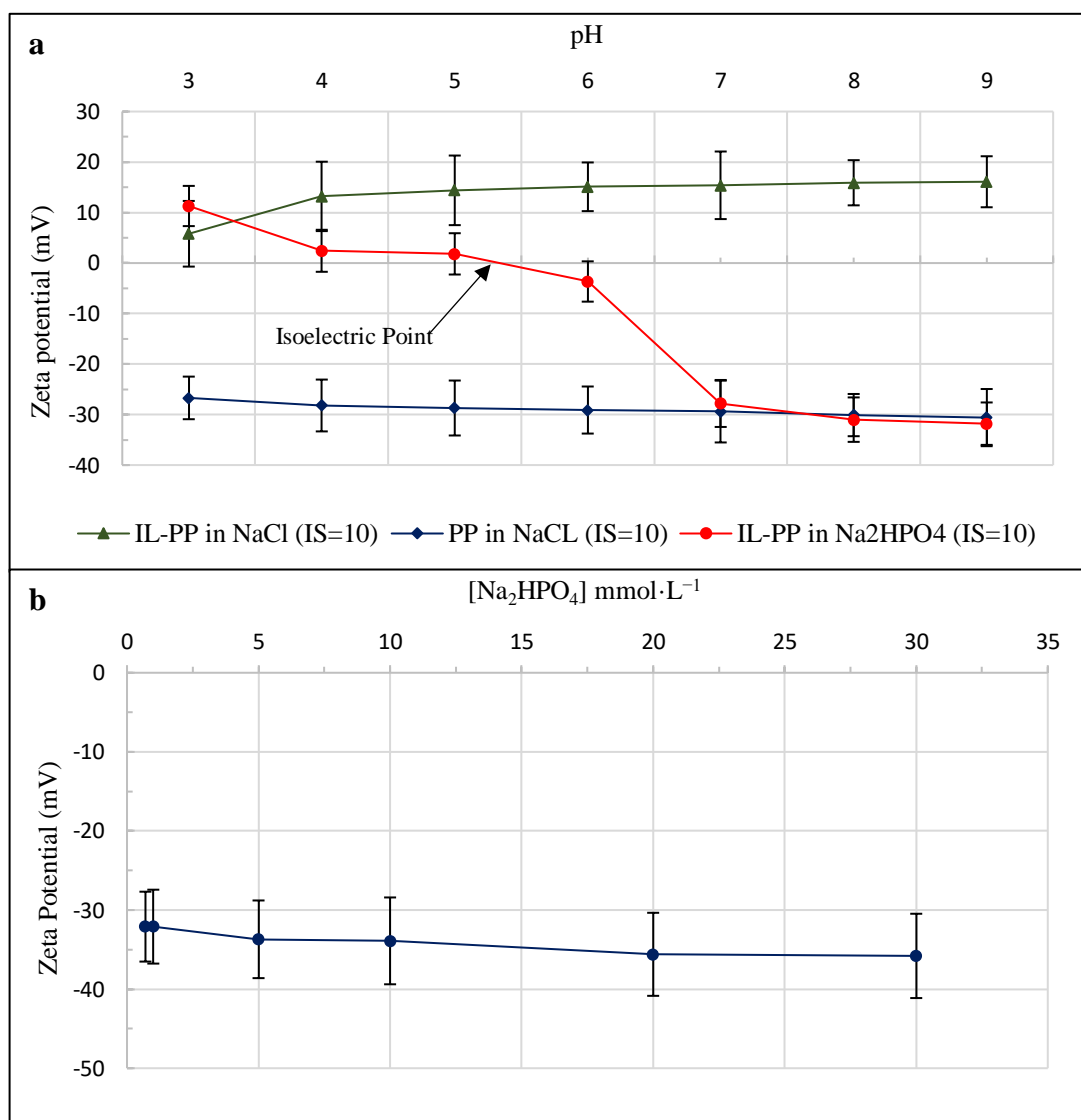 a
pH
3 4 5 6 7 8 9
30
20
10
0
-10
-20
-30
-40
Zeta potential (mV)
Isoelectric Point
IL-PP in NaCl (IS=10) PP in NaCL (IS=10) IL-PP in Na2HPO4 (IS=10)
b
[Na₂HPO₄] mmol·L⁻¹
0 5 10 15 20 25 30 35
0
-10
-20
-30
-40
-50
Zeta Potential (mV)